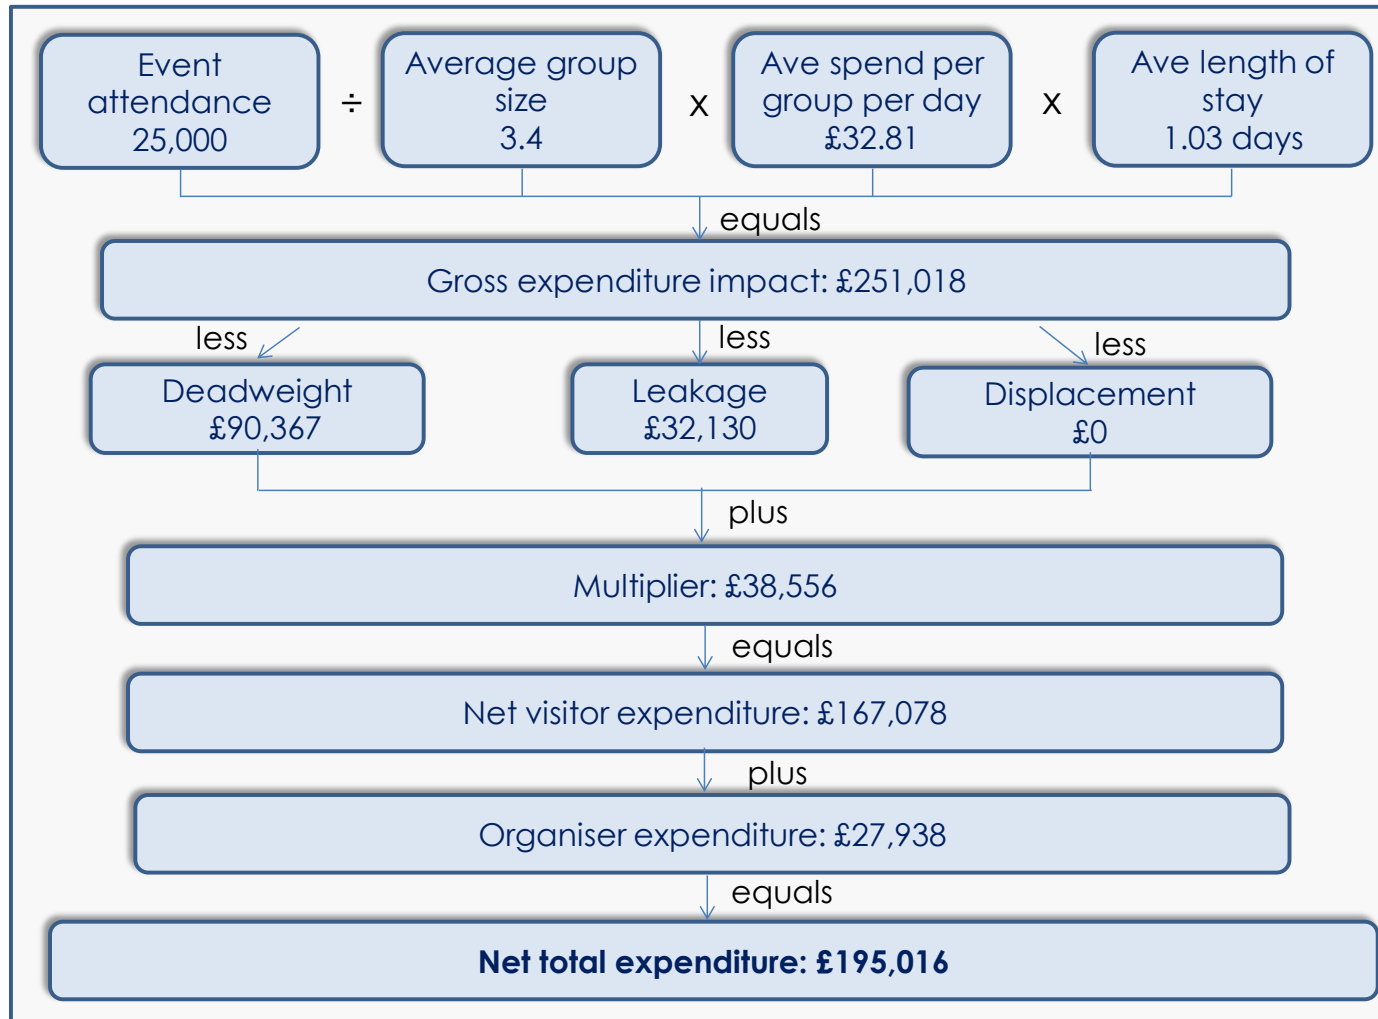 Event
attendance
25,000
÷
Average group
size
3.4
x
Ave spend per
group per day
£32.81
x
Ave length of
stay
1.03 days
equals
Gross expenditure impact: £251,018
less
less
less
Deadweight
£90,367
Leakage
£32,130
Displacement
£0
plus
Multiplier: £38,556
equals
Net visitor expenditure: £167,078
plus
Organiser expenditure: £27,938
equals
Net total expenditure: £195,016